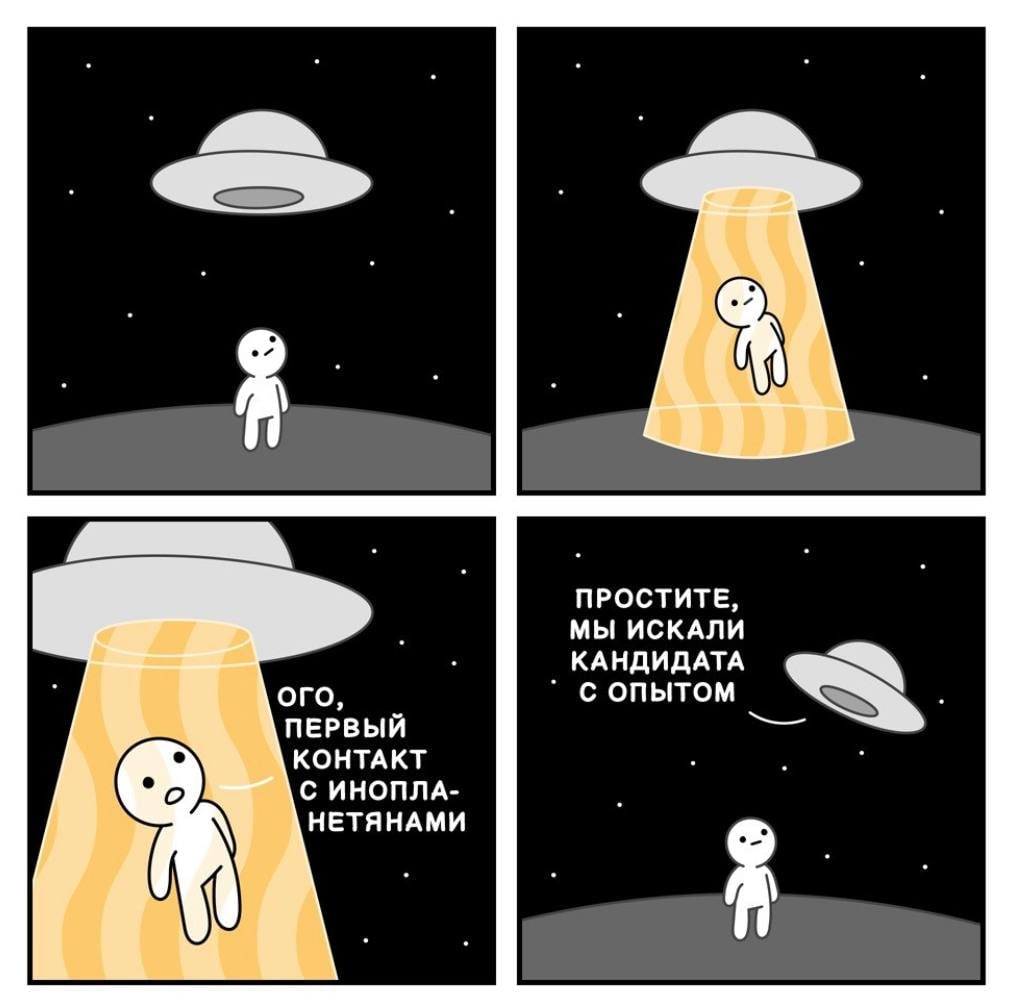 ОГО,
ПЕРВЫЙ
КОНТАКТ
С ИНОПЛА-
НЕТЯНАМИ
ПРОСТИТЕ,
МЫ ИСКАЛИ
КАНДИДАТА
С ОПЫТОМ